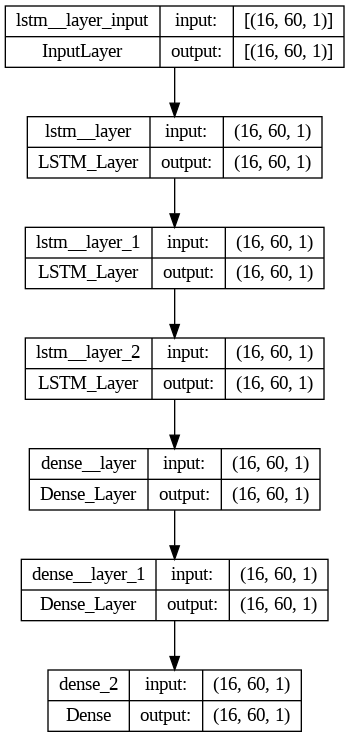 lstm__layer_input input: [(16, 60, 1)]
InputLayer output: [(16, 60, 1)]
lstm__layer input: (16, 60, 1)
LSTM_Layer output: (16, 60, 1)
lstm__layer_1 input: (16, 60, 1)
LSTM_Layer output: (16, 60, 1)
lstm__layer_2 input: (16, 60, 1)
LSTM_Layer output: (16, 60, 1)
dense__layer input: (16, 60, 1)
Dense_Layer output: (16, 60, 1)
dense__layer_1 input: (16, 60, 1)
Dense_Layer output: (16, 60, 1)
dense_2 input: (16, 60, 1)
Dense output: (16, 60, 1)